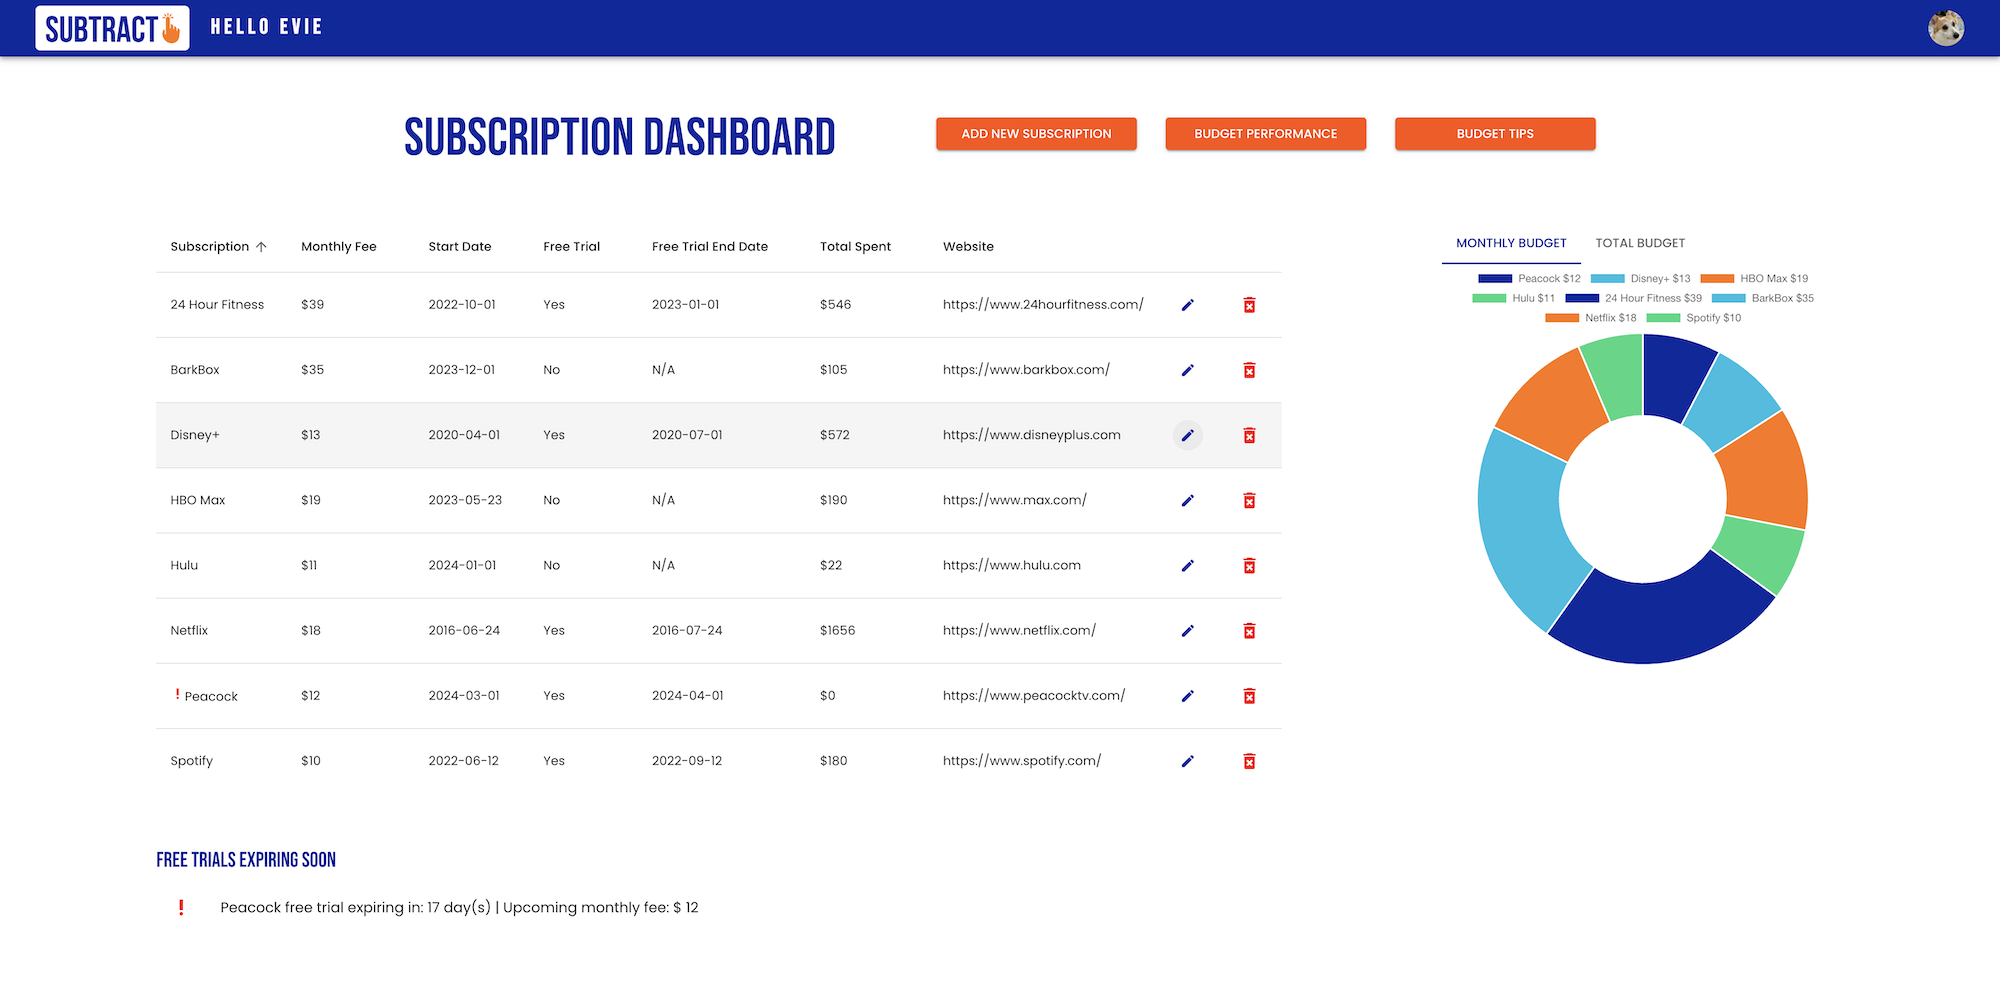 SUBTRACT HELLO EVIE
SUBSCRIPTION DASHBOARD ADD NEW SUBSCRIPTION BUDGET PERFORMANCE BUDGET TIPS
Subscription Monthly Fee Start Date Free Trial Free Trial End Date Total Spent Website
24 Hour Fitness $39 2022-10-01 Yes 2023-01-01 $546 https://www.24hourfitness.com/
BarkBox $35 2023-12-01 No N/A $105 https://www.barkbox.com/
Disney+ $13 2020-04-01 Yes 2020-07-01 $572 https://www.disneyplus.com
HBO Max $19 2023-05-23 No N/A $190 https://www.max.com/
Hulu $11 2024-01-01 No N/A $22 https://www.hulu.com
Netflix $18 2016-06-24 Yes 2016-07-24 $1656 https://www.netflix.com/
! Peacock $12 2024-03-01 Yes 2024-04-01 $0 https://www.peacocktv.com/
Spotify $10 2022-06-12 Yes 2022-09-12 $180 https://www.spotify.com/
MONTHLY BUDGET TOTAL BUDGET
Peacock $12 Disney+ $13 HBO Max $19
Hulu $11 24 Hour Fitness $39 BarkBox $35
Netflix $18 Spotify $10
FREE TRIALS EXPIRING SOON
! Peacock free trial expiring in: 17 day(s) | Upcoming monthly fee: $ 12